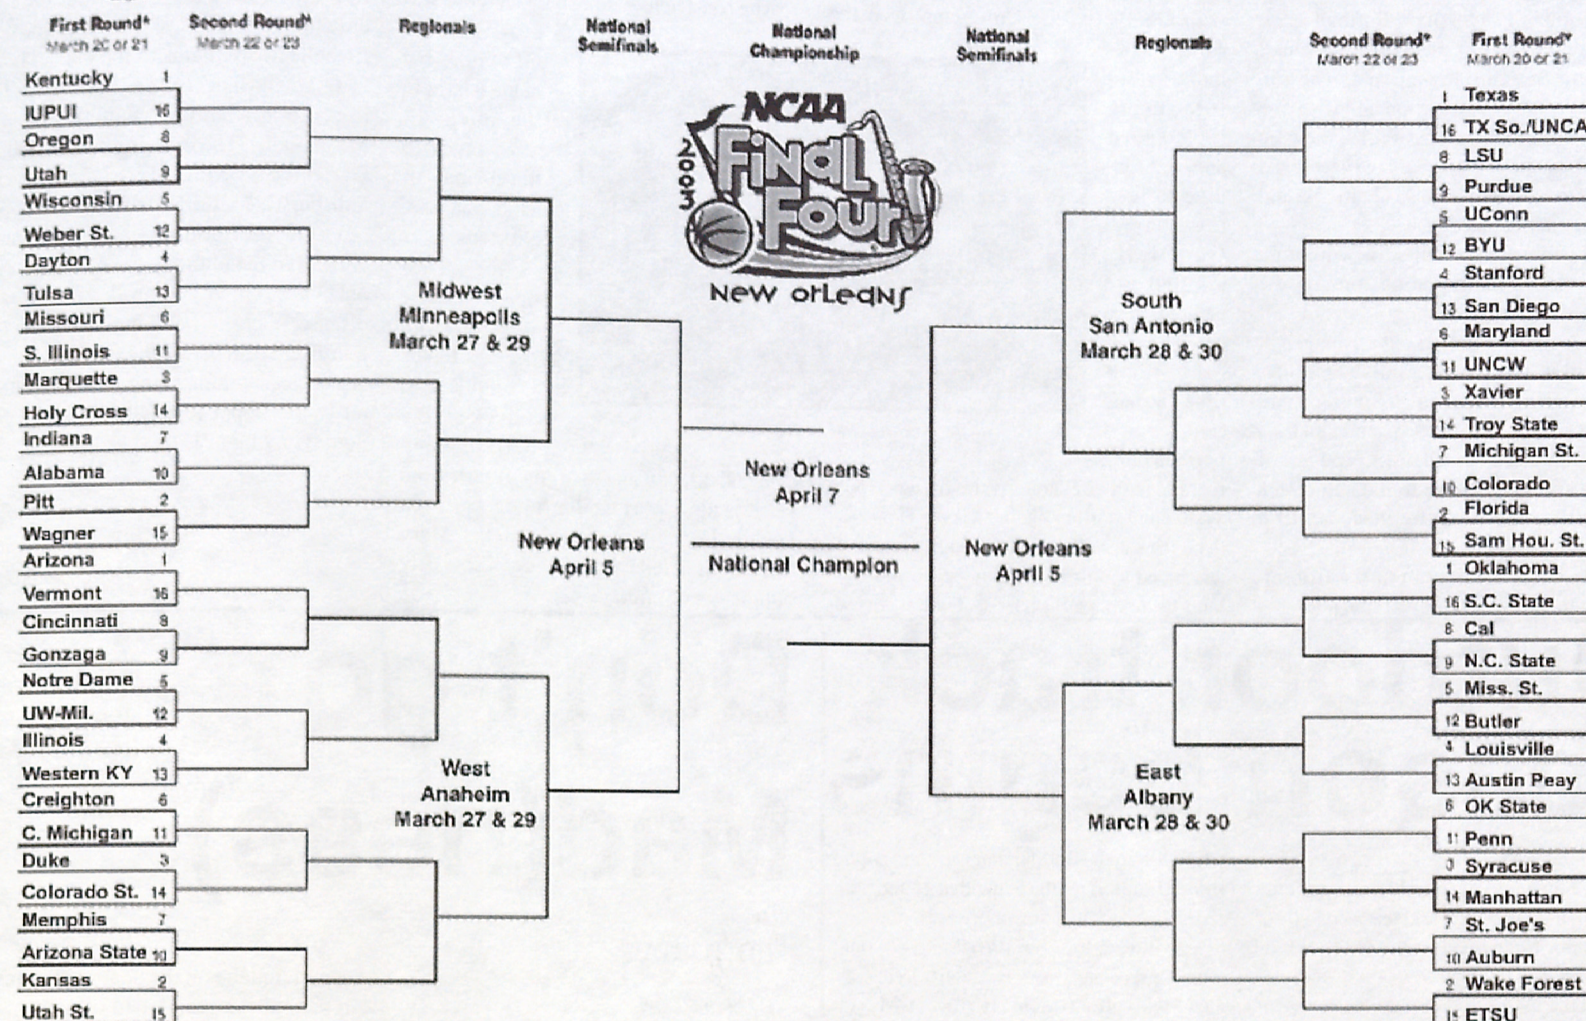 First Round*
March 20 or 21
Second Round*
March 22 or 23
Regionals
National
Semifinals
National
Championship
National
Semifinals
Regionals
Second Round*
March 22 or 23
First Round*
March 20 or 21
Kentucky 1
IUPUI 16
Oregon 8
Utah 9
Wisconsin 5
Weber St. 12
Dayton 4
Tulsa 13
Missouri 6
S. Illinois 11
Marquette 3
Holy Cross 14
Indiana 7
Alabama 10
Pitt 2
Wagner 15
Arizona 1
Vermont 16
Cincinnati 8
Gonzaga 9
Notre Dame 5
UW-Mil. 12
Illinois 4
Western KY 13
Creighton 6
C. Michigan 11
Duke 3
Colorado St. 14
Memphis 7
Arizona State 10
Kansas 2
Utah St. 15
Midwest
Minneapolis
March 27 & 29
West
Anaheim
March 27 & 29
New Orleans
April 5
NCAA
2003
Final
Four
New Orleans
New Orleans
April 7
National Champion
New Orleans
April 5
South
San Antonio
March 28 & 30
East
Albany
March 28 & 30
1 Texas
16 TX So./UNCA
8 LSU
9 Purdue
5 UConn
12 BYU
4 Stanford
13 San Diego
6 Maryland
11 UNCW
3 Xavier
14 Troy State
7 Michigan St.
10 Colorado
2 Florida
15 Sam Hou. St.
1 Oklahoma
16 S.C. State
8 Cal
9 N.C. State
5 Miss. St.
12 Butler
4 Louisville
13 Austin Peay
6 OK State
11 Penn
3 Syracuse
14 Manhattan
7 St. Joe's
10 Auburn
2 Wake Forest
15 ETSU